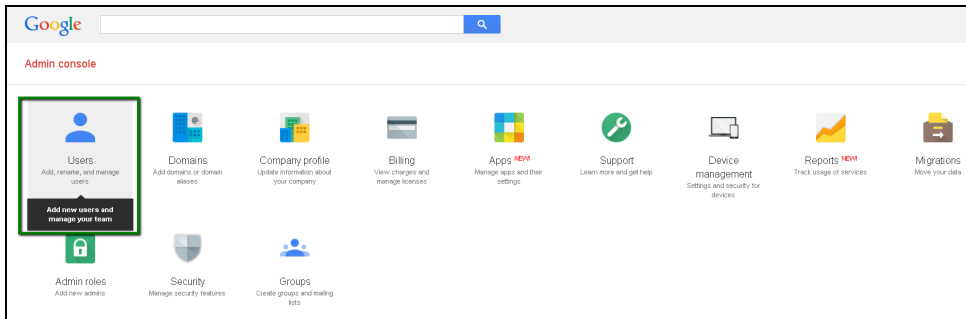 Google
Admin console
Users
Add, rename, and manage
users
Domains
Add domains or domain
aliases
Company profile
Update information about
your company
Billing
View charges and
manage licenses
Apps NEW!
Manage apps and their
settings
Support
Learn more and get help
Device
management
Settings and security for
devices
Reports NEW!
Track usage of services
Migrations
Move your data
Add new users and
manage your team
Admin roles
Add new admins
Security
Manage security features
Groups
Create groups and mailing
lists